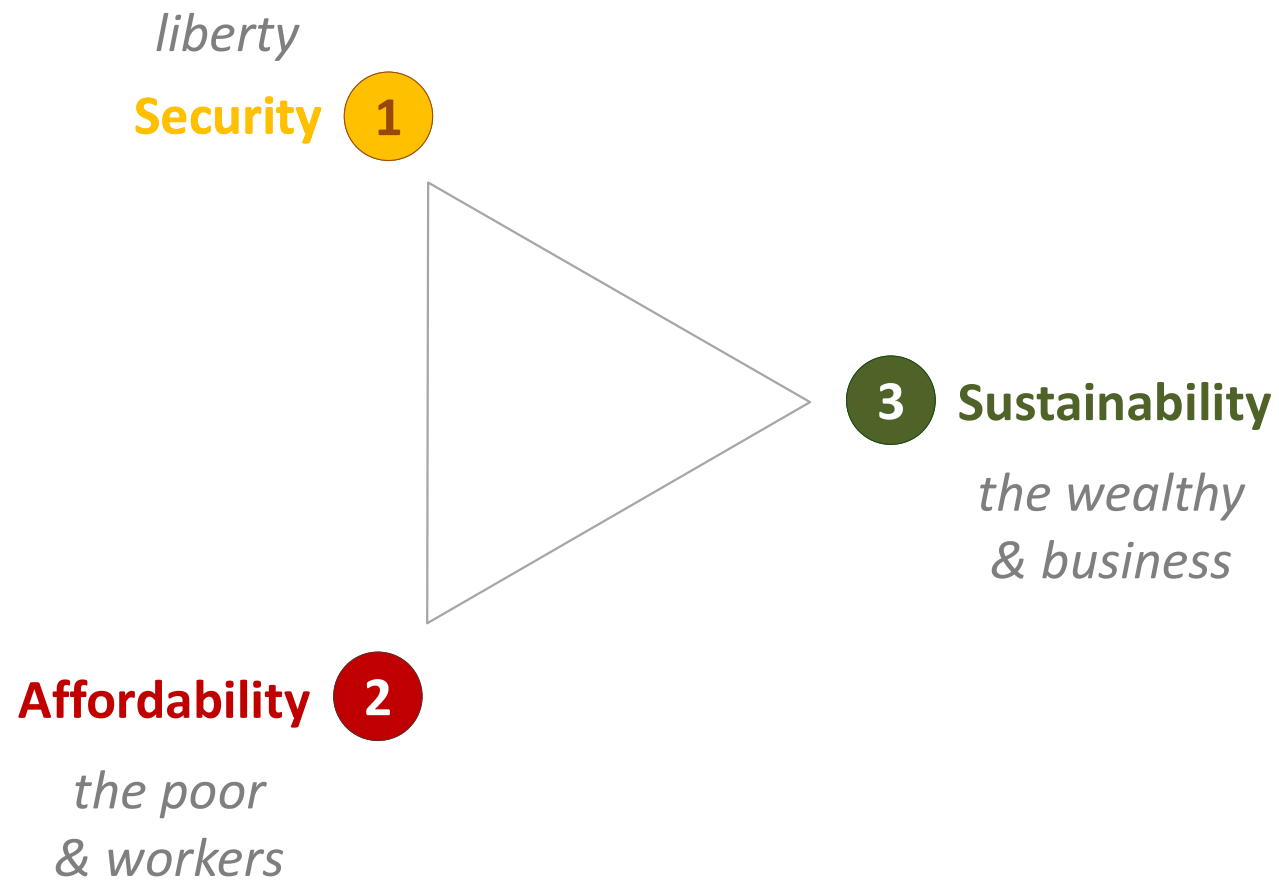 liberty
Security 1
3 Sustainability
the wealthy
& business
Affordability 2
the poor
& workers